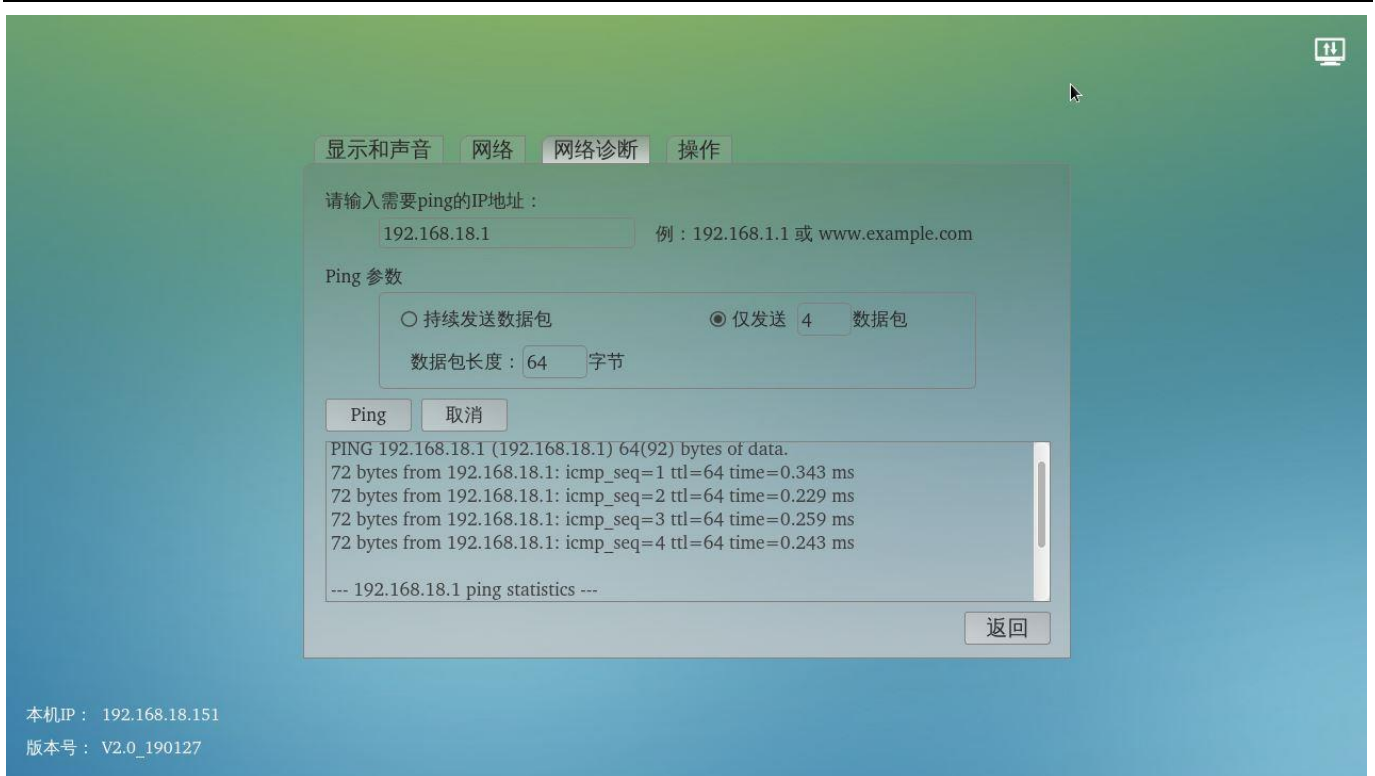 显示和声音 网络 网络诊断 操作
请输入需要ping的IP地址：
192.168.18.1 例：192.168.1.1 或 www.example.com
Ping 参数
持续发送数据包 仅发送 4 数据包
数据包长度：64 字节
Ping 取消
PING 192.168.18.1 (192.168.18.1) 64(92) bytes of data.
72 bytes from 192.168.18.1: icmp_seq=1 ttl=64 time=0.343 ms
72 bytes from 192.168.18.1: icmp_seq=2 ttl=64 time=0.229 ms
72 bytes from 192.168.18.1: icmp_seq=3 ttl=64 time=0.259 ms
72 bytes from 192.168.18.1: icmp_seq=4 ttl=64 time=0.243 ms
--- 192.168.18.1 ping statistics ---
返回
本机IP： 192.168.18.151
版本号： V2.0_190127